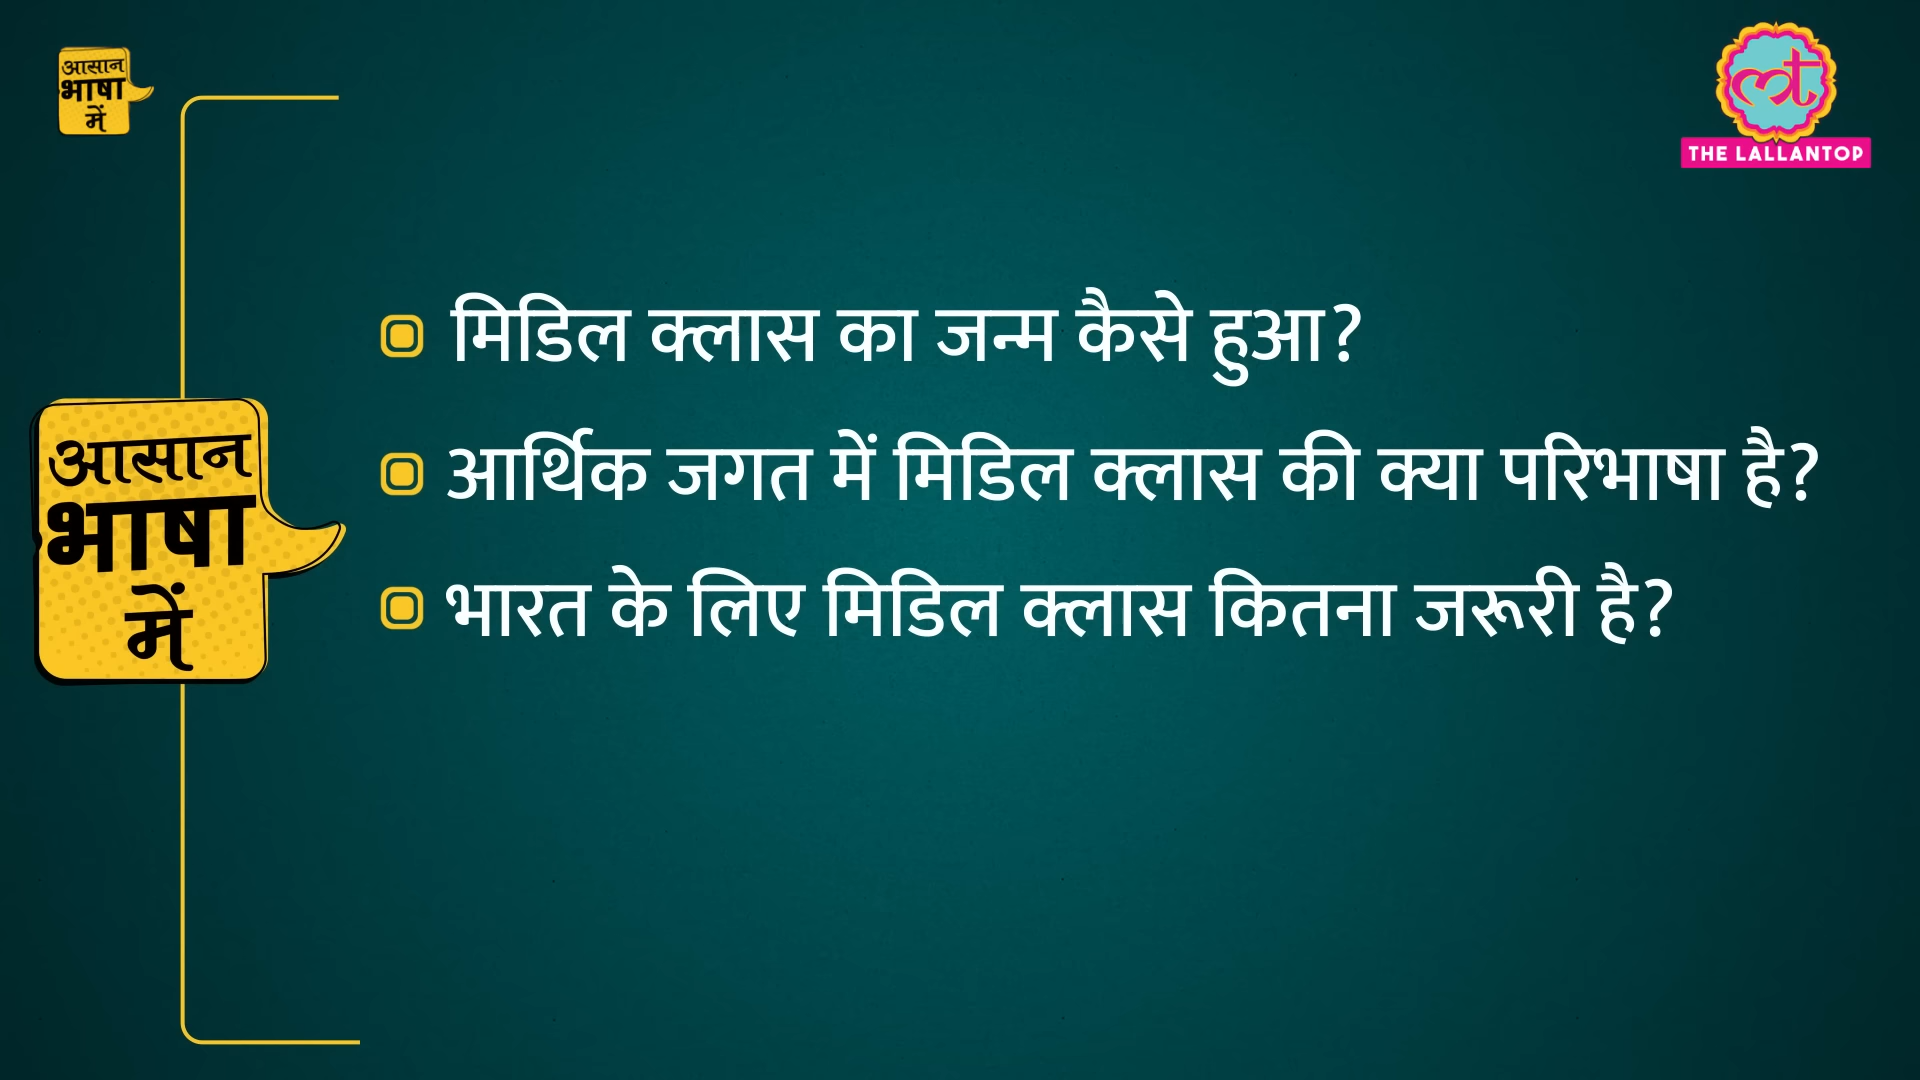 आसान
भाषा
में
THE LALLANTOP
मिडिल क्लास का जन्म कैसे हुआ?
आर्थिक जगत में मिडिल क्लास की क्या परिभाषा है?
भारत के लिए मिडिल क्लास कितना जरूरी है?
आसान
भाषा
में